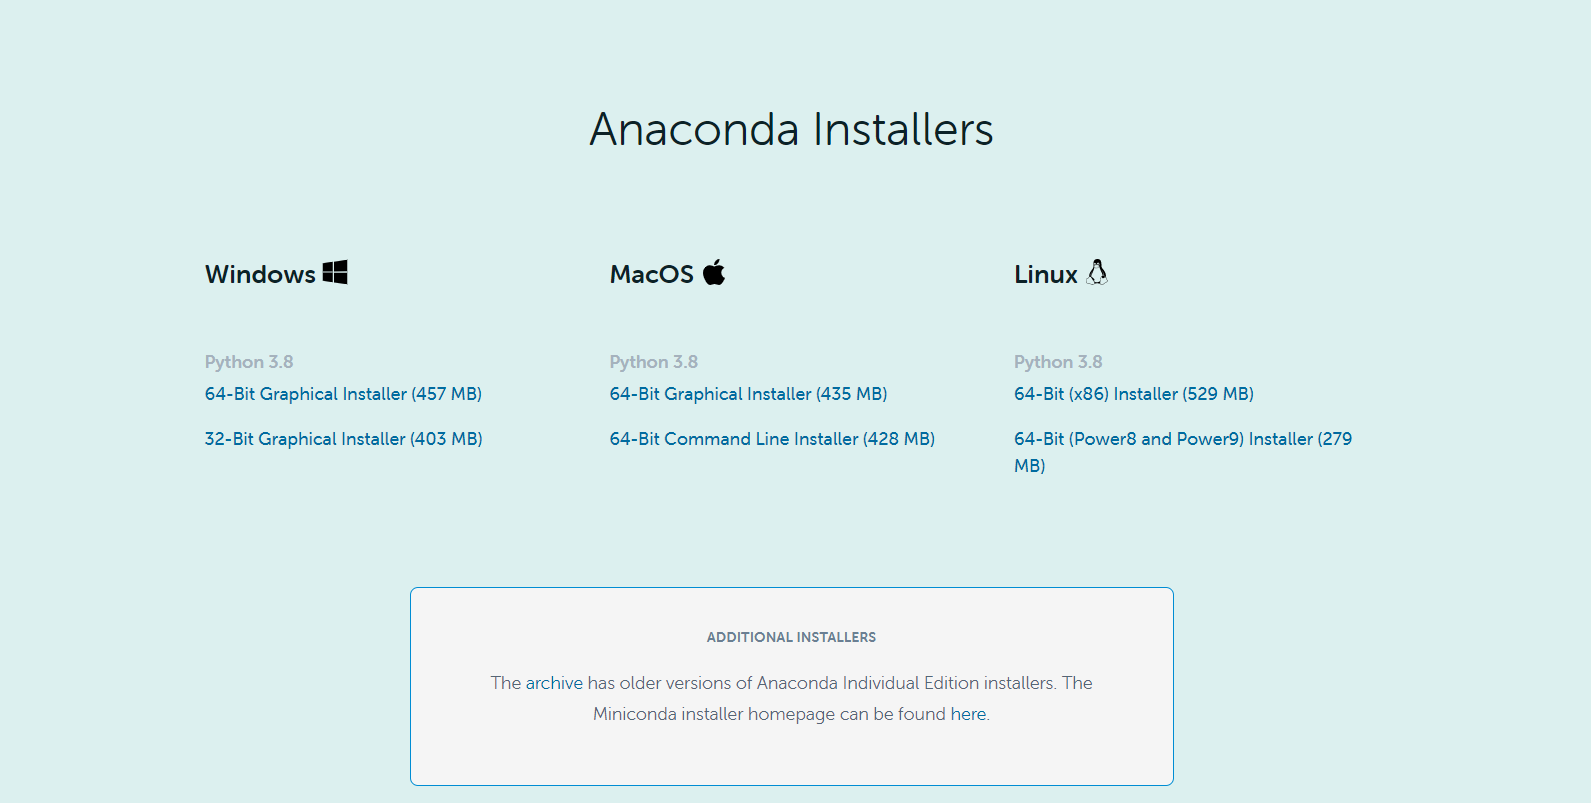 Anaconda Installers
Windows
Python 3.8
64-Bit Graphical Installer (457 MB)
32-Bit Graphical Installer (403 MB)
MacOS
Python 3.8
64-Bit Graphical Installer (435 MB)
64-Bit Command Line Installer (428 MB)
Linux
Python 3.8
64-Bit (x86) Installer (529 MB)
64-Bit (Power8 and Power9) Installer (279
MB)
ADDITIONAL INSTALLERS
The archive has older versions of Anaconda Individual Edition installers. The
Miniconda installer homepage can be found here.